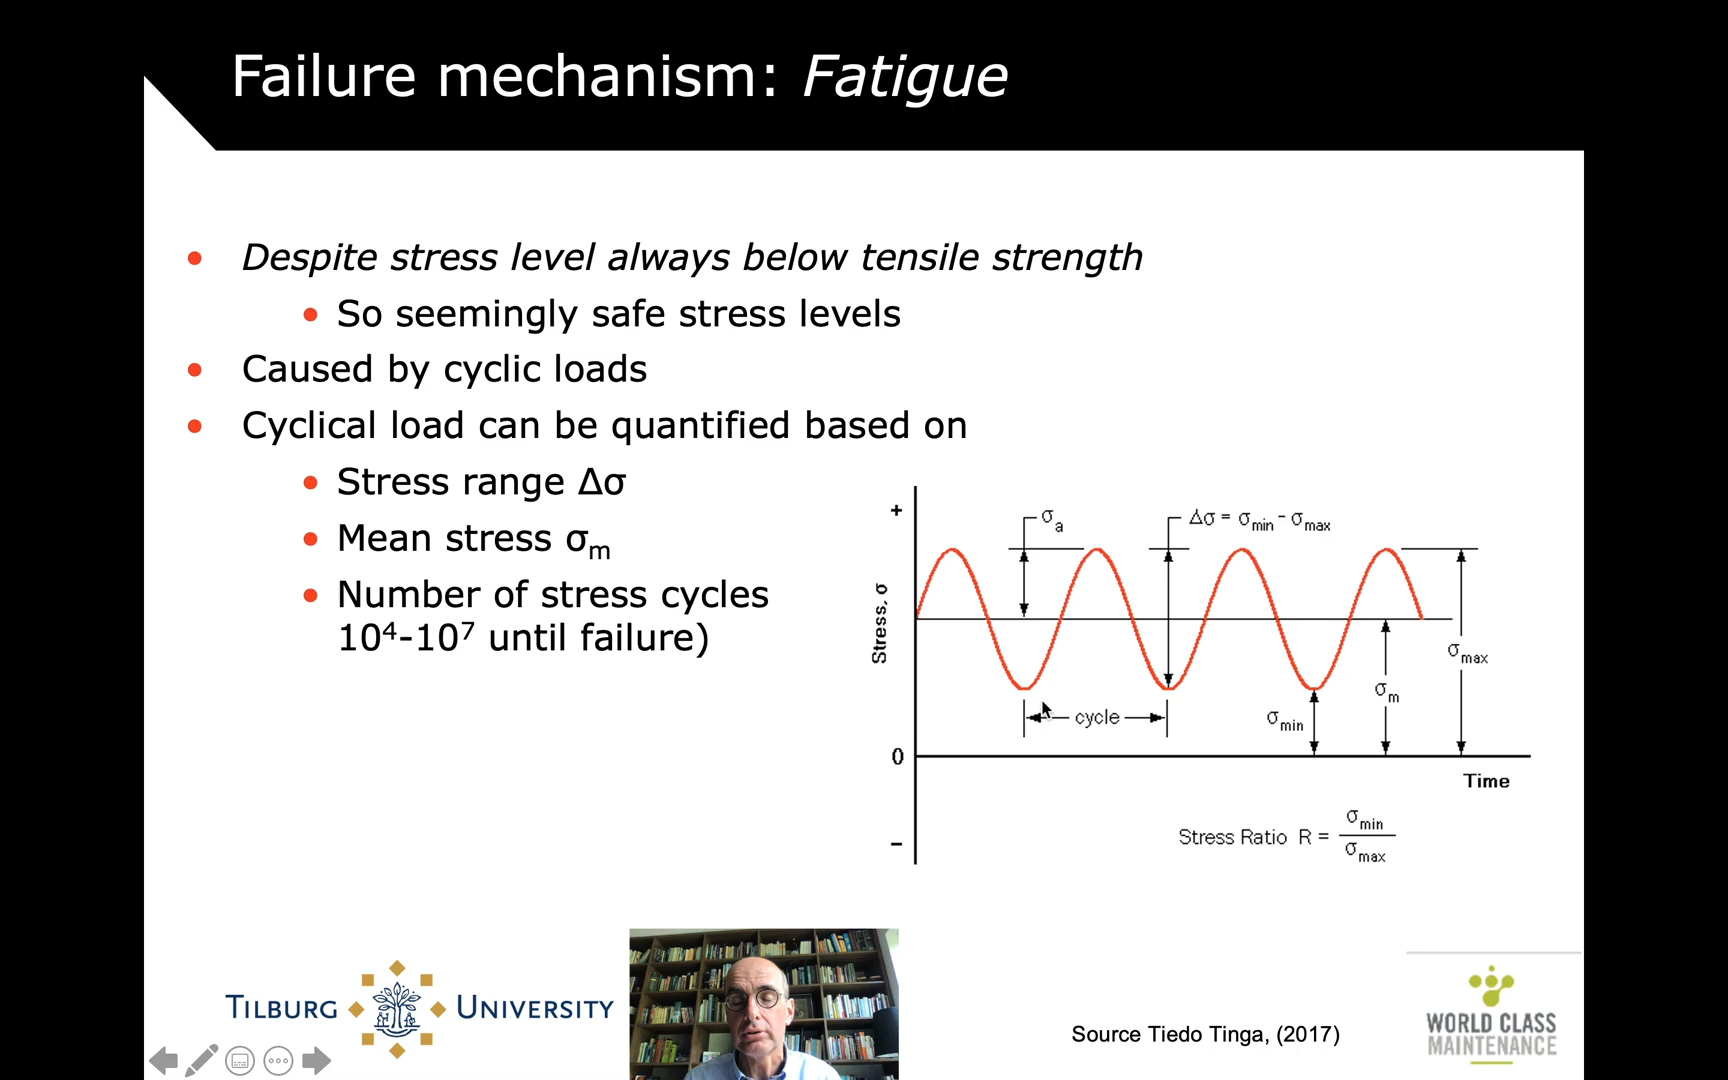 Failure mechanism: Fatigue
Despite stress level always below tensile strength
So seemingly safe stress levels
Caused by cyclic loads
Cyclical load can be quantified based on
Stress range Δσ
Mean stress σm
Number of stress cycles
10⁴-10⁷ until failure)
+
σa
Δσ = σmin - σmax
Stress, σ
σmax
σm
cycle
σmin
0
Time
Stress Ratio R = σmin
σmax
−
TILBURG UNIVERSITY
Source Tiedo Tinga, (2017)
WORLD CLASS
MAINTENANCE